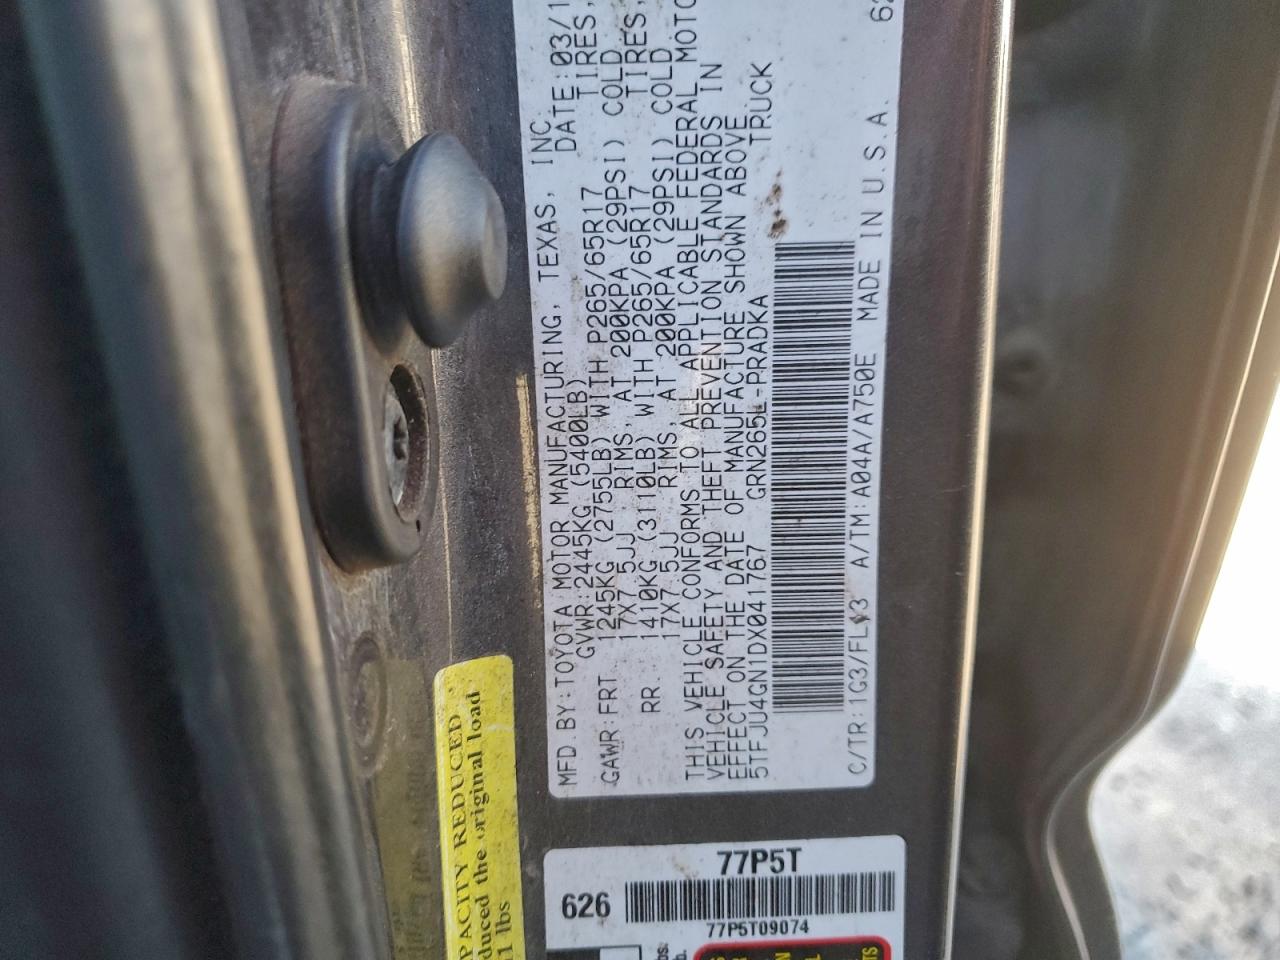 MFD. BY: TOYOTA MOTOR MANUFACTURING, TEXAS, INC.
GVWR: 2445KG (5400LB) DATE: 03/1
GAWR: FRT. 1245KG (2755LB) WITH P265/65R17 TIRES,
17X7.5JJ RIMS, AT 200KPA (29PSI) COLD
RR. 1410KG (3110LB) WITH P265/65R17 TIRES,
17X7.5JJ RIMS, AT 200KPA (29PSI) COLD
THIS VEHICLE CONFORMS TO ALL APPLICABLE FEDERAL MOTO
VEHICLE SAFETY AND THEFT PREVENTION STANDARDS IN
EFFECT ON THE DATE OF MANUFACTURE SHOWN ABOVE
5TFJU4GN1DX041767 GRN265L-PRADKA TRUCK
C/TR: 1G3/FL13 A/TM: A04A/A750E MADE IN U.S.A. 62
PACITY REDUCED
duced the original load
1 lbs
77P5T
626
77P5T09074